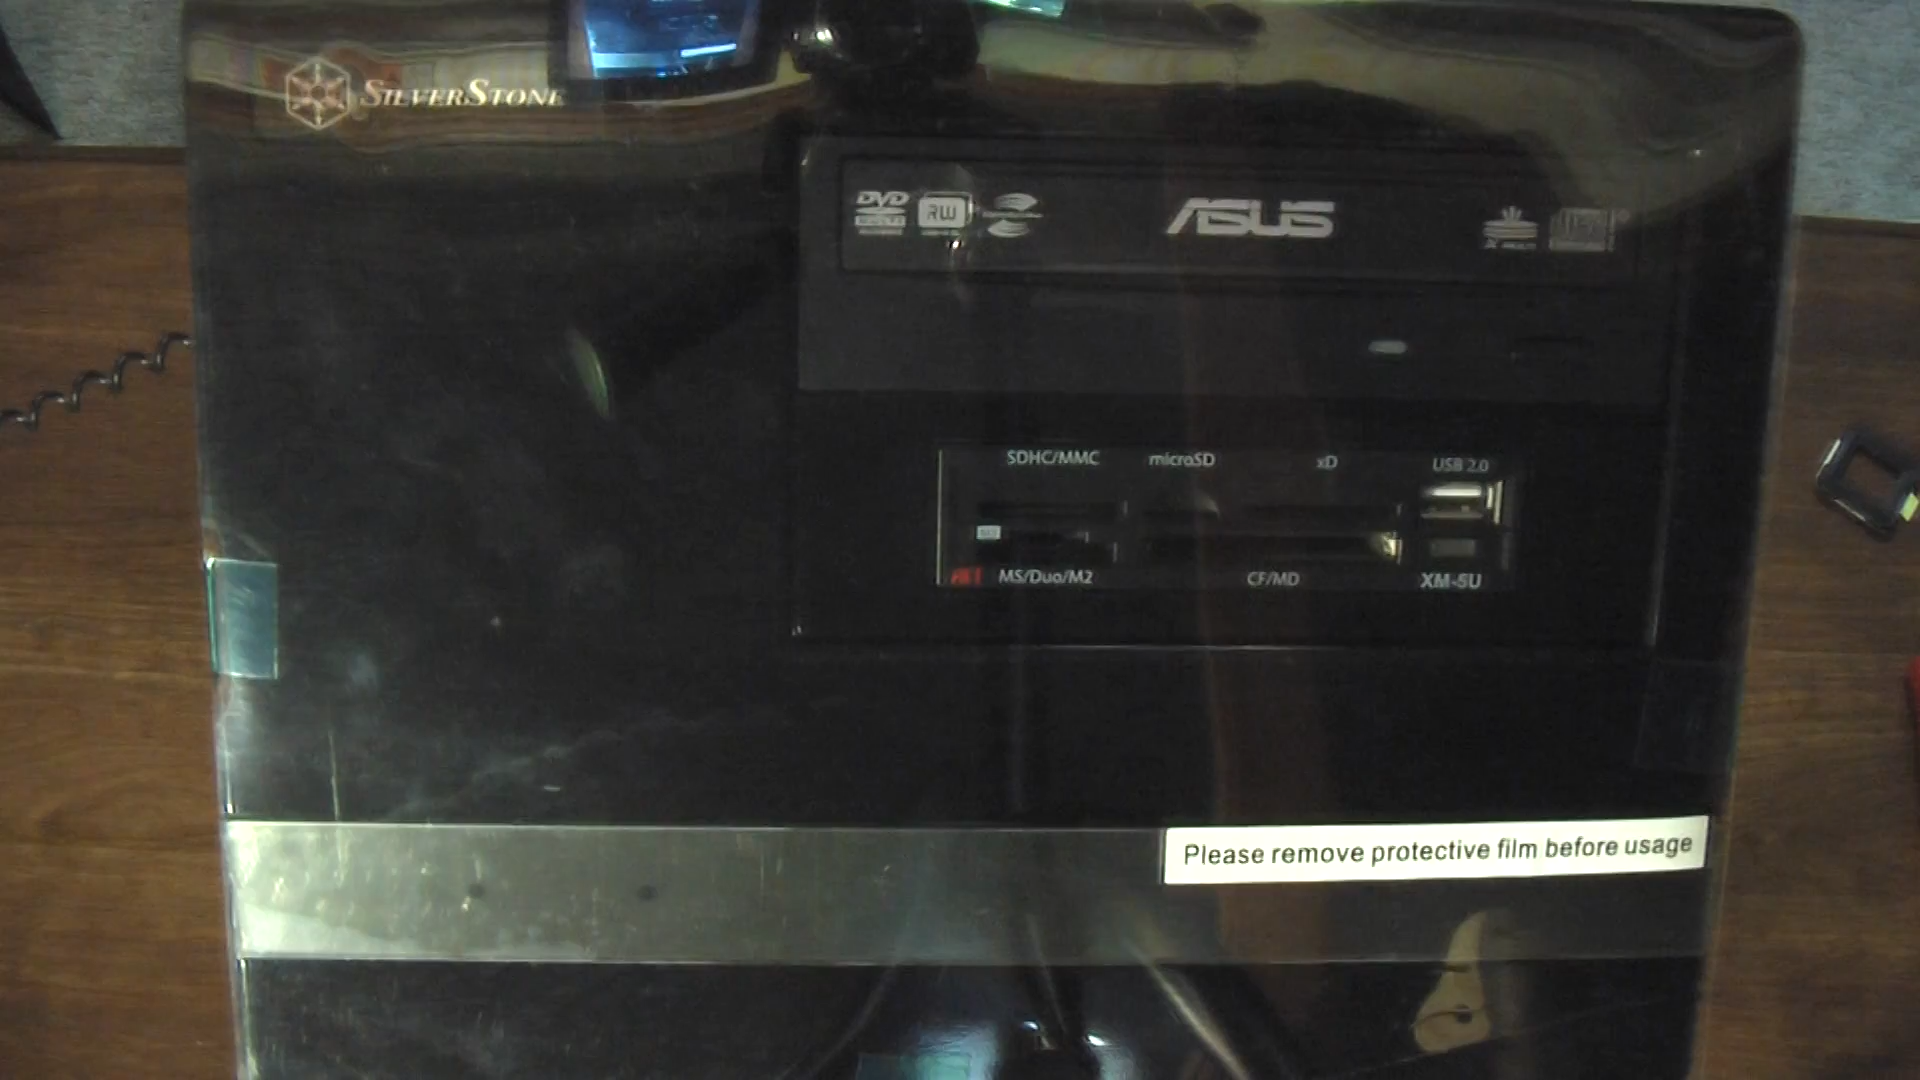 SILVERSTONE
DVD
RW
ASUS
SDHC/MMC microSD xD USB 2.0
MS/Duo/M2 CF/MD XM-5U
Please remove protective film before usage